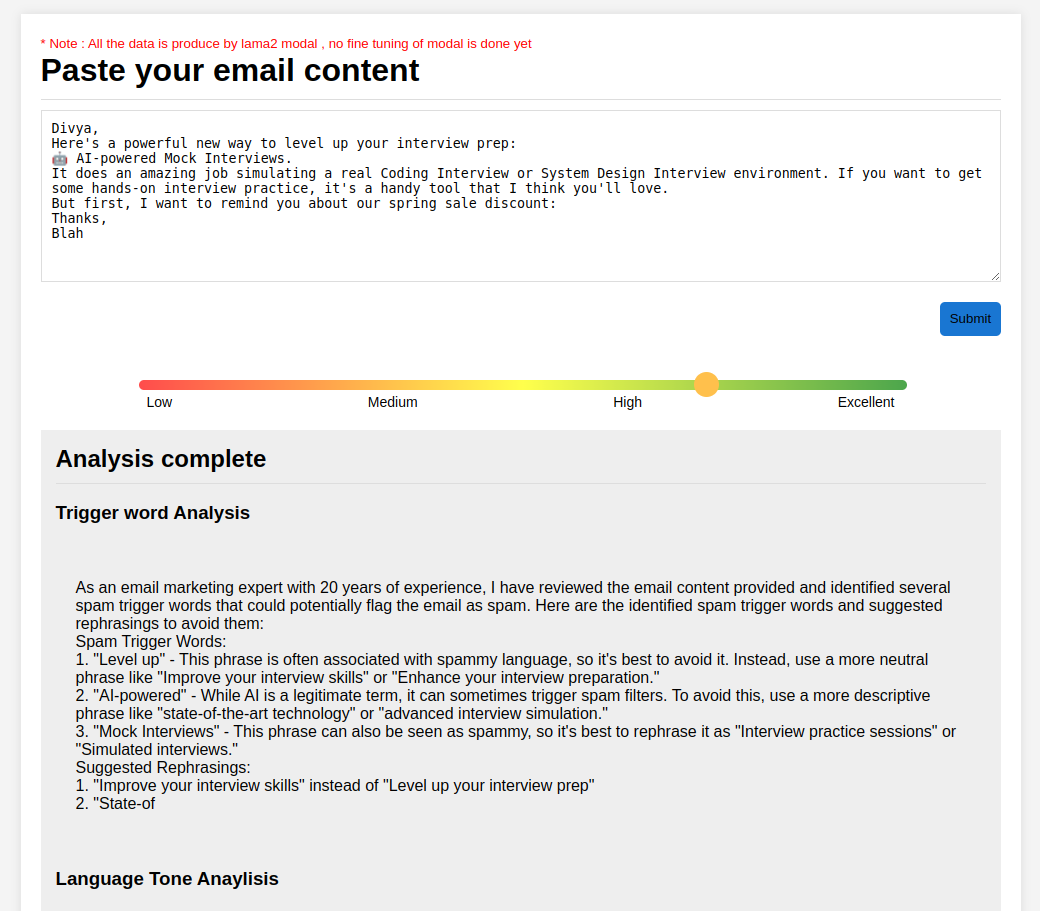 * Note : All the data is produce by lama2 modal , no fine tuning of modal is done yet
Paste your email content
Divya,
Here's a powerful new way to level up your interview prep:
🤖 AI-powered Mock Interviews.
It does an amazing job simulating a real Coding Interview or System Design Interview environment. If you want to get
some hands-on interview practice, it's a handy tool that I think you'll love.
But first, I want to remind you about our spring sale discount:
Thanks,
Blah
Submit
Low Medium High Excellent
Analysis complete
Trigger word Analysis
As an email marketing expert with 20 years of experience, I have reviewed the email content provided and identified several
spam trigger words that could potentially flag the email as spam. Here are the identified spam trigger words and suggested
rephrasings to avoid them:
Spam Trigger Words:
1. "Level up" - This phrase is often associated with spammy language, so it's best to avoid it. Instead, use a more neutral
phrase like "Improve your interview skills" or "Enhance your interview preparation."
2. "AI-powered" - While AI is a legitimate term, it can sometimes trigger spam filters. To avoid this, use a more descriptive
phrase like "state-of-the-art technology" or "advanced interview simulation."
3. "Mock Interviews" - This phrase can also be seen as spammy, so it's best to rephrase it as "Interview practice sessions" or
"Simulated interviews."
Suggested Rephrasings:
1. "Improve your interview skills" instead of "Level up your interview prep"
2. "State-of
Language Tone Anaylisis